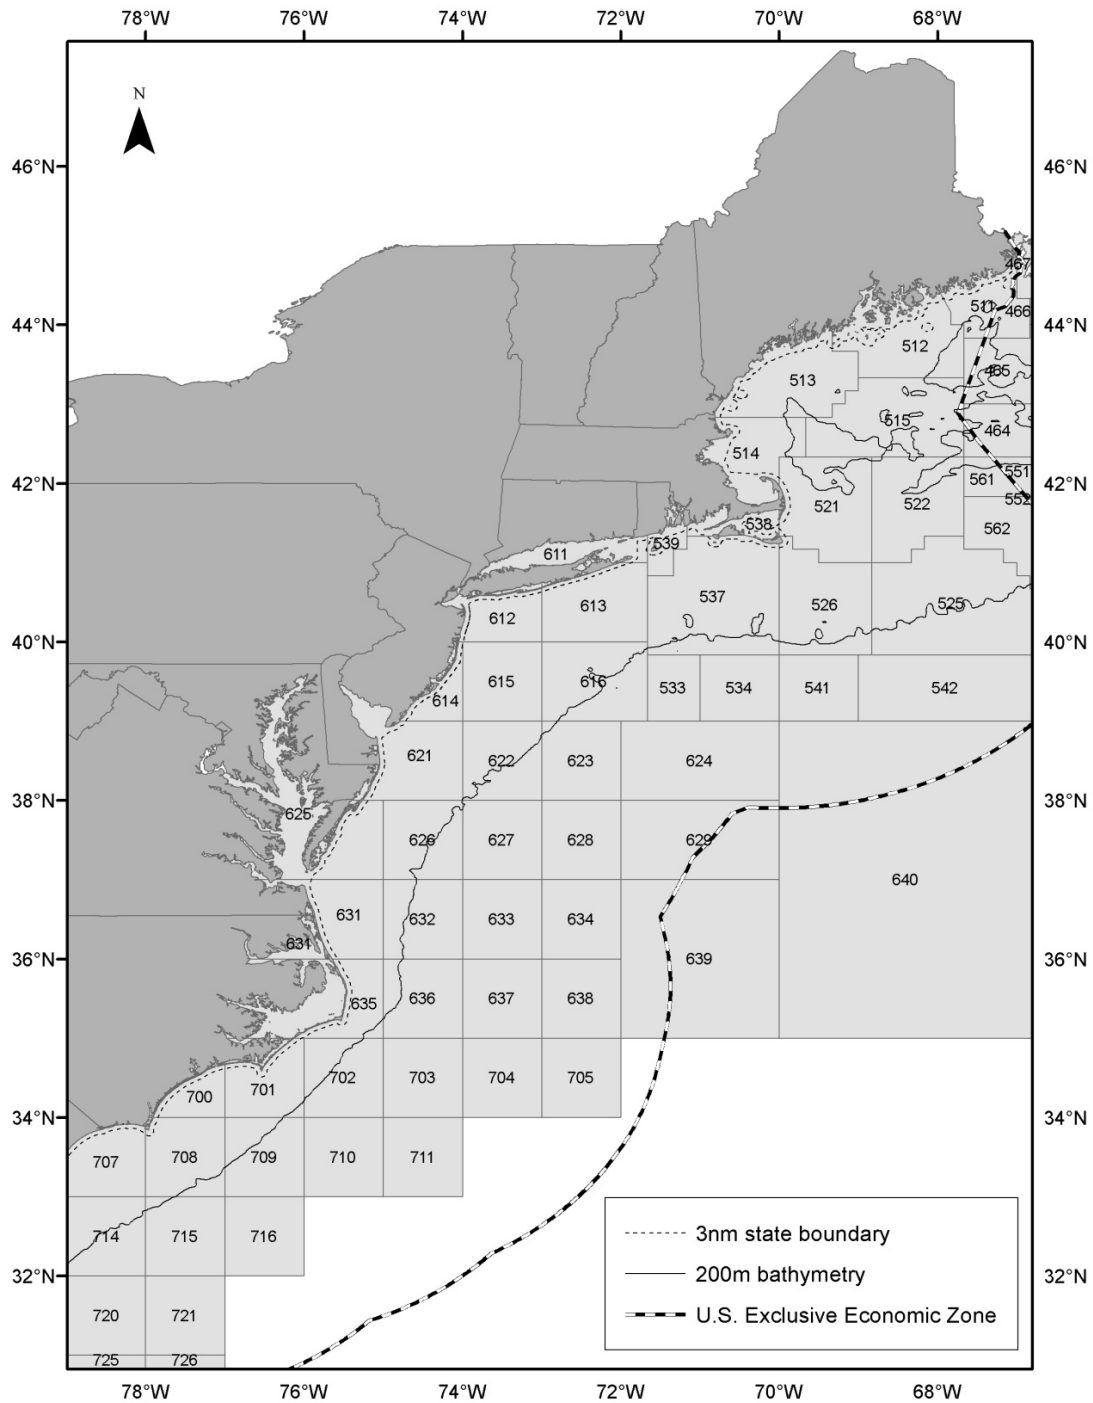 78°W 76°W 74°W 72°W 70°W 68°W
N
46°N 46°N
467
511 466
44°N 44°N
512
465
513
515 464
514
551
42°N 561 42°N
521 522 552
538 562
539
611
537
613 526 525
612
40°N 40°N
615 616 533 534 541 542
614
621 622 623 624
38°N 38°N
625
626 627 628 629
640
631 632 633 634
631
36°N 639 36°N
635 636 637 638
702 703 704 705
700 701
34°N 34°N
707 708 709 710 711
714 715 716
3nm state boundary
32°N 200m bathymetry 32°N
720 721 U.S. Exclusive Economic Zone
725 726
78°W 76°W 74°W 72°W 70°W 68°W